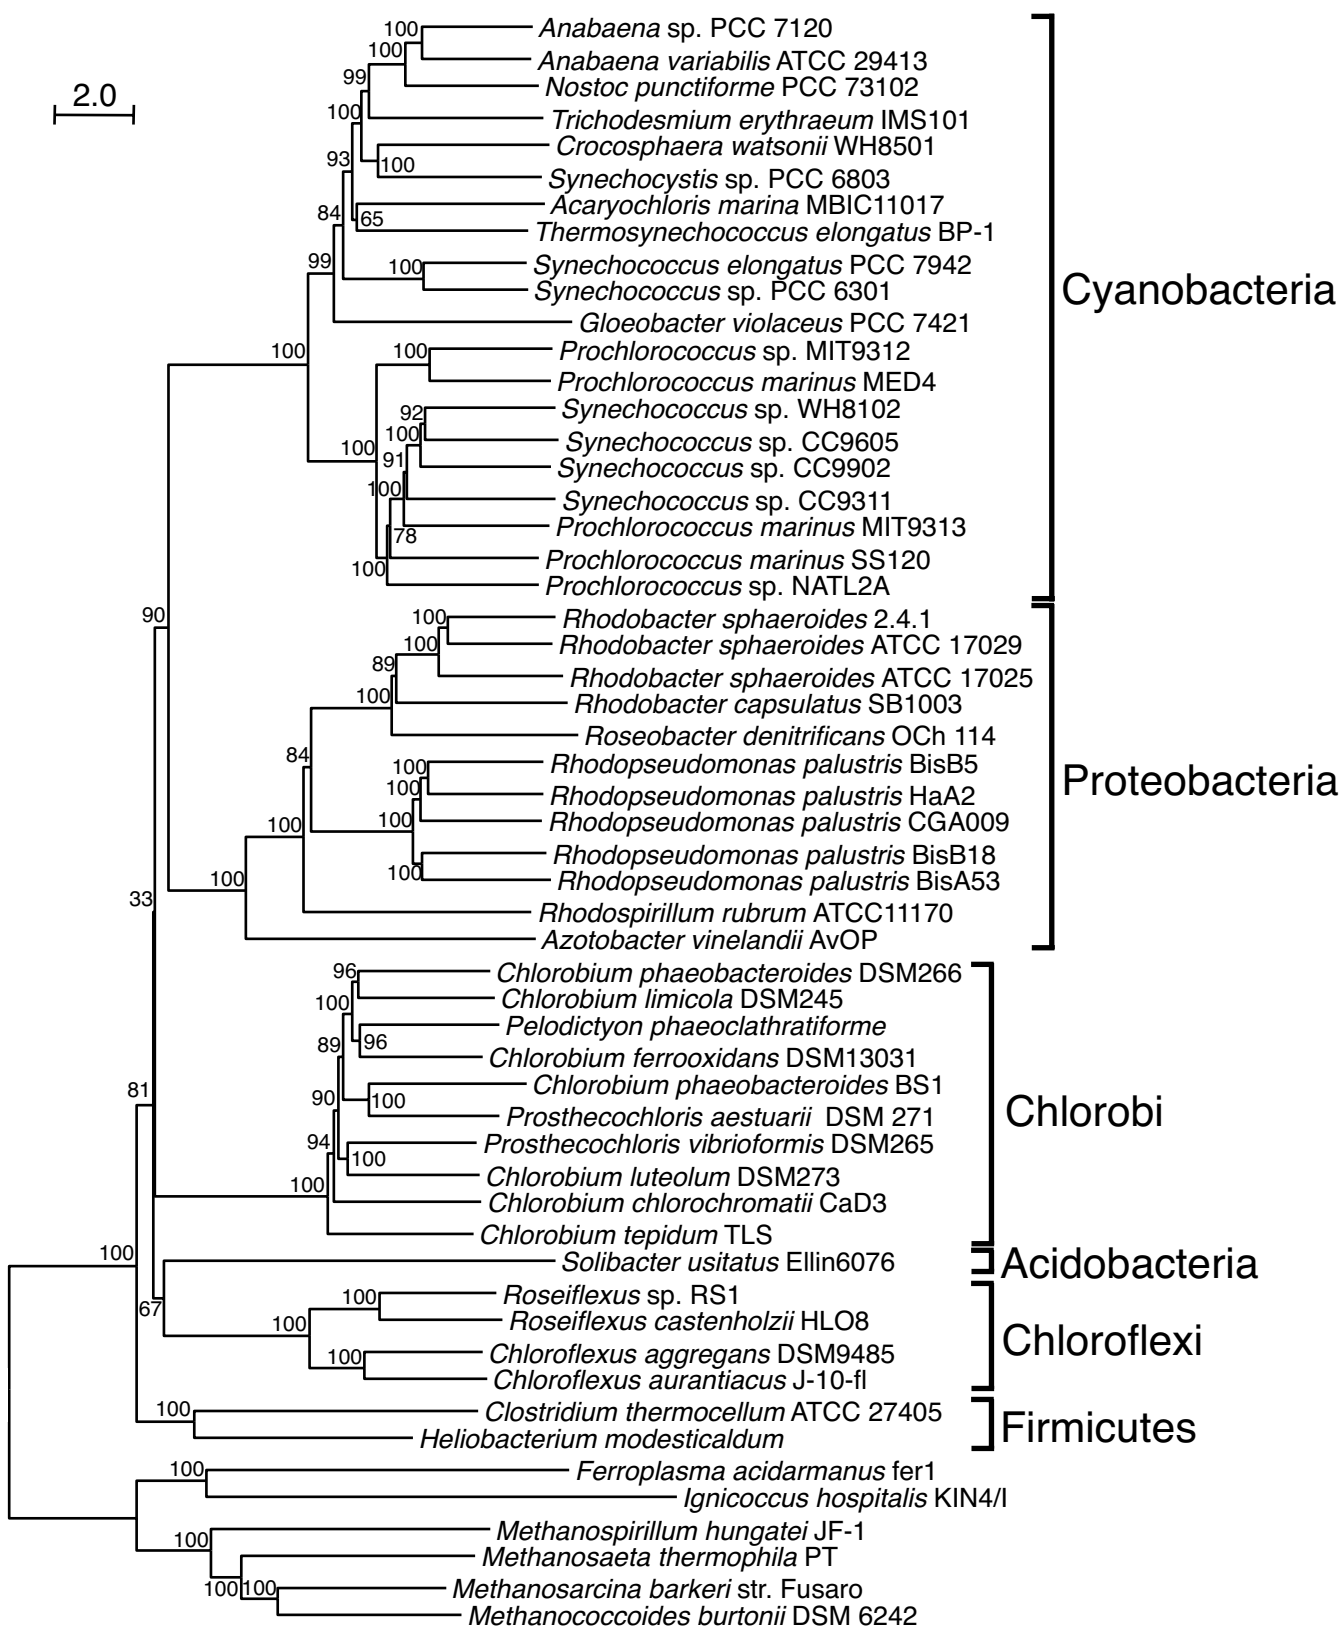 100 Anabaena sp. PCC 7120
100
Anabaena variabilis ATCC 29413
99 Nostoc punctiforme PCC 73102
2.0
100 Trichodesmium erythraeum IMS101
Crocosphaera watsonii WH8501
93 100
Synechocystis sp. PCC 6803
84 65 Acaryochloris marina MBIC11017
Thermosynechococcus elongatus BP-1
99 100 Synechococcus elongatus PCC 7942
Synechococcus sp. PCC 6301
Cyanobacteria
Gloeobacter violaceus PCC 7421
100 100 Prochlorococcus sp. MIT9312
Prochlorococcus marinus MED4
92 Synechococcus sp. WH8102
100 100 Synechococcus sp. CC9605
91 Synechococcus sp. CC9902
100 Synechococcus sp. CC9311
78 Prochlorococcus marinus MIT9313
100 Prochlorococcus marinus SS120
Prochlorococcus sp. NATL2A
90 100 Rhodobacter sphaeroides 2.4.1
100 Rhodobacter sphaeroides ATCC 17029
89 Rhodobacter sphaeroides ATCC 17025
100 Rhodobacter capsulatus SB1003
Roseobacter denitrificans OCh 114
84 100 Rhodopseudomonas palustris BisB5
Proteobacteria
100 Rhodopseudomonas palustris HaA2
100 100 Rhodopseudomonas palustris CGA009
Rhodopseudomonas palustris BisB18
100 100 Rhodopseudomonas palustris BisA53
33 Rhodospirillum rubrum ATCC11170
Azotobacter vinelandii AvOP
96 Chlorobium phaeobacteroides DSM266
100 Chlorobium limicola DSM245
Pelodictyon phaeoclathratiforme
89 96 Chlorobium ferrooxidans DSM13031
81 90 100 Chlorobium phaeobacteroides BS1
Prosthecochloris aestuarii DSM 271
Chlorobi
94 100 Prosthecochloris vibrioformis DSM265
100 Chlorobium luteolum DSM273
Chlorobium chlorochromatii CaD3
Chlorobium tepidum TLS
100 Solibacter usitatus Ellin6076
Acidobacteria
67 100 Roseiflexus sp. RS1
100 Roseiflexus castenholzii HLO8
Chloroflexi
100 Chloroflexus aggregans DSM9485
Chloroflexus aurantiacus J-10-fl
100 Clostridium thermocellum ATCC 27405
Firmicutes
Heliobacterium modesticaldum
100 Ferroplasma acidarmanus fer1
Ignicoccus hospitalis KIN4/I
100 Methanospirillum hungatei JF-1
Methanosaeta thermophila PT
100 100 Methanosarcina barkeri str. Fusaro
Methanococcoides burtonii DSM 6242